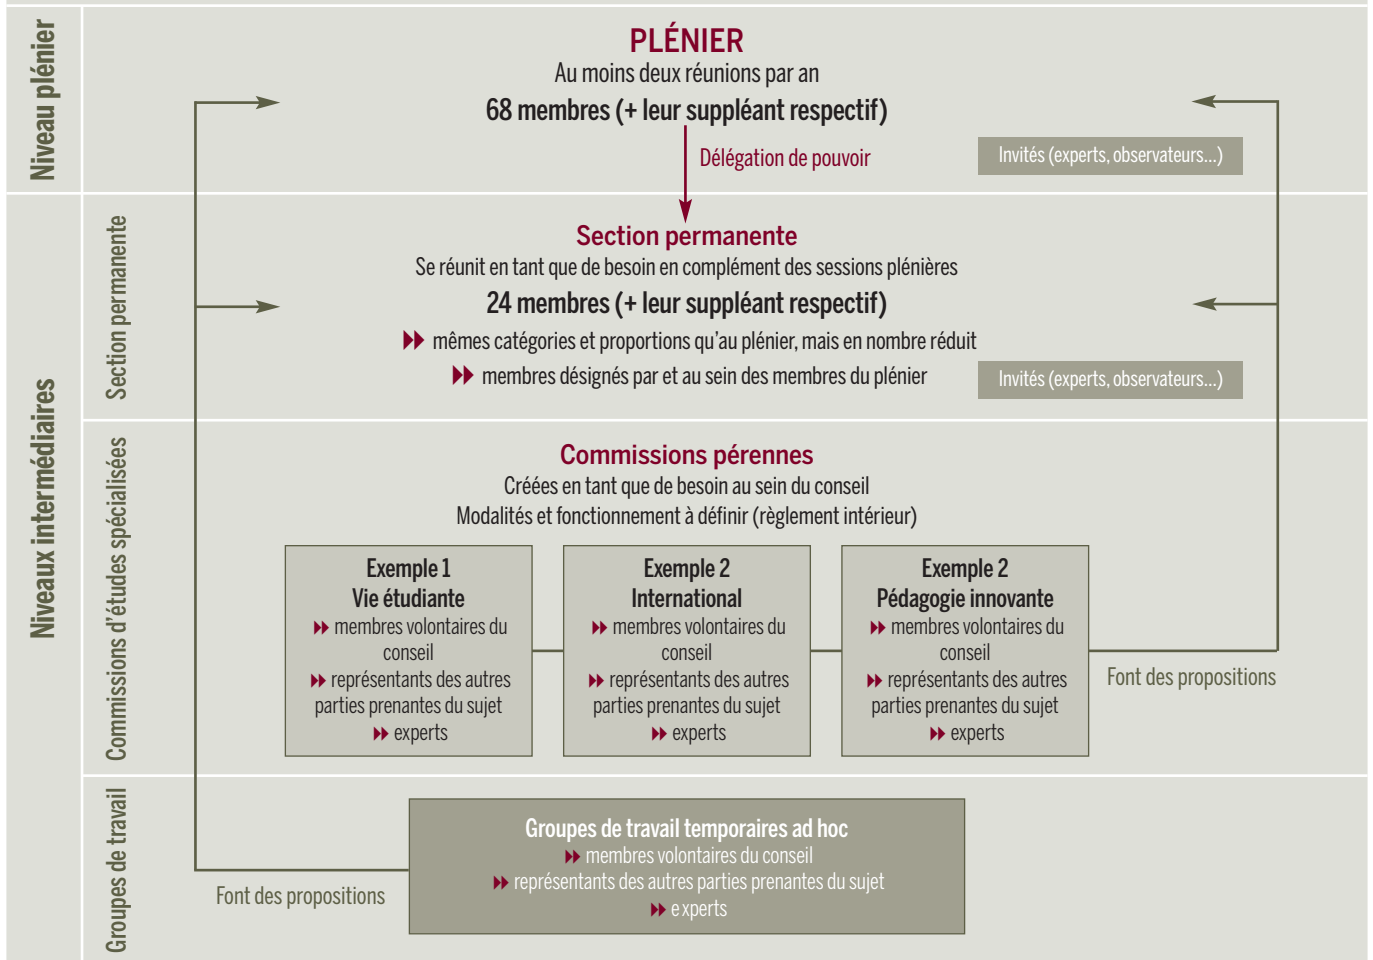 Niveau plénier
PLÉNIER
Au moins deux réunions par an
68 membres (+ leur suppléant respectif)
Délégation de pouvoir
Invités (experts, observateurs...)
Niveaux intermédiaires
Section permanente
Section permanente
Se réunit en tant que de besoin en complément des sessions plénières
24 membres (+ leur suppléant respectif)
mêmes catégories et proportions qu'au plénier, mais en nombre réduit
membres désignés par et au sein des membres du plénier
Invités (experts, observateurs...)
Commissions d'études spécialisées
Commissions pérennes
Créées en tant que de besoin au sein du conseil
Modalités et fonctionnement à définir (règlement intérieur)
Exemple 1
Vie étudiante
membres volontaires du
conseil
représentants des autres
parties prenantes du sujet
experts
Exemple 2
International
membres volontaires du
conseil
représentants des autres
parties prenantes du sujet
experts
Exemple 2
Pédagogie innovante
membres volontaires du
conseil
représentants des autres
parties prenantes du sujet
experts
Font des propositions
Groupes de travail
Groupes de travail temporaires ad hoc
membres volontaires du conseil
représentants des autres parties prenantes du sujet
experts
Font des propositions